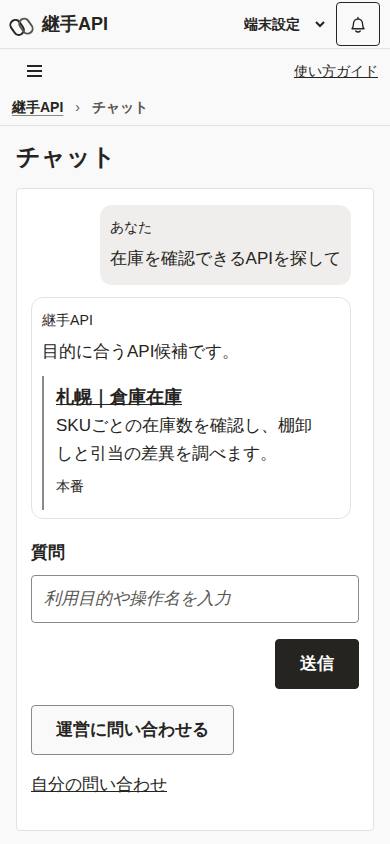 継手API
端末設定
使い方ガイド
継手API › チャット
チャット
あなた
在庫を確認できるAPIを探して
継手API
目的に合うAPI候補です。
札幌｜倉庫在庫
SKUごとの在庫数を確認し、棚卸
しと引当の差異を調べます。
本番
質問
利用目的や操作名を入力
送信
運営に問い合わせる
自分の問い合わせ